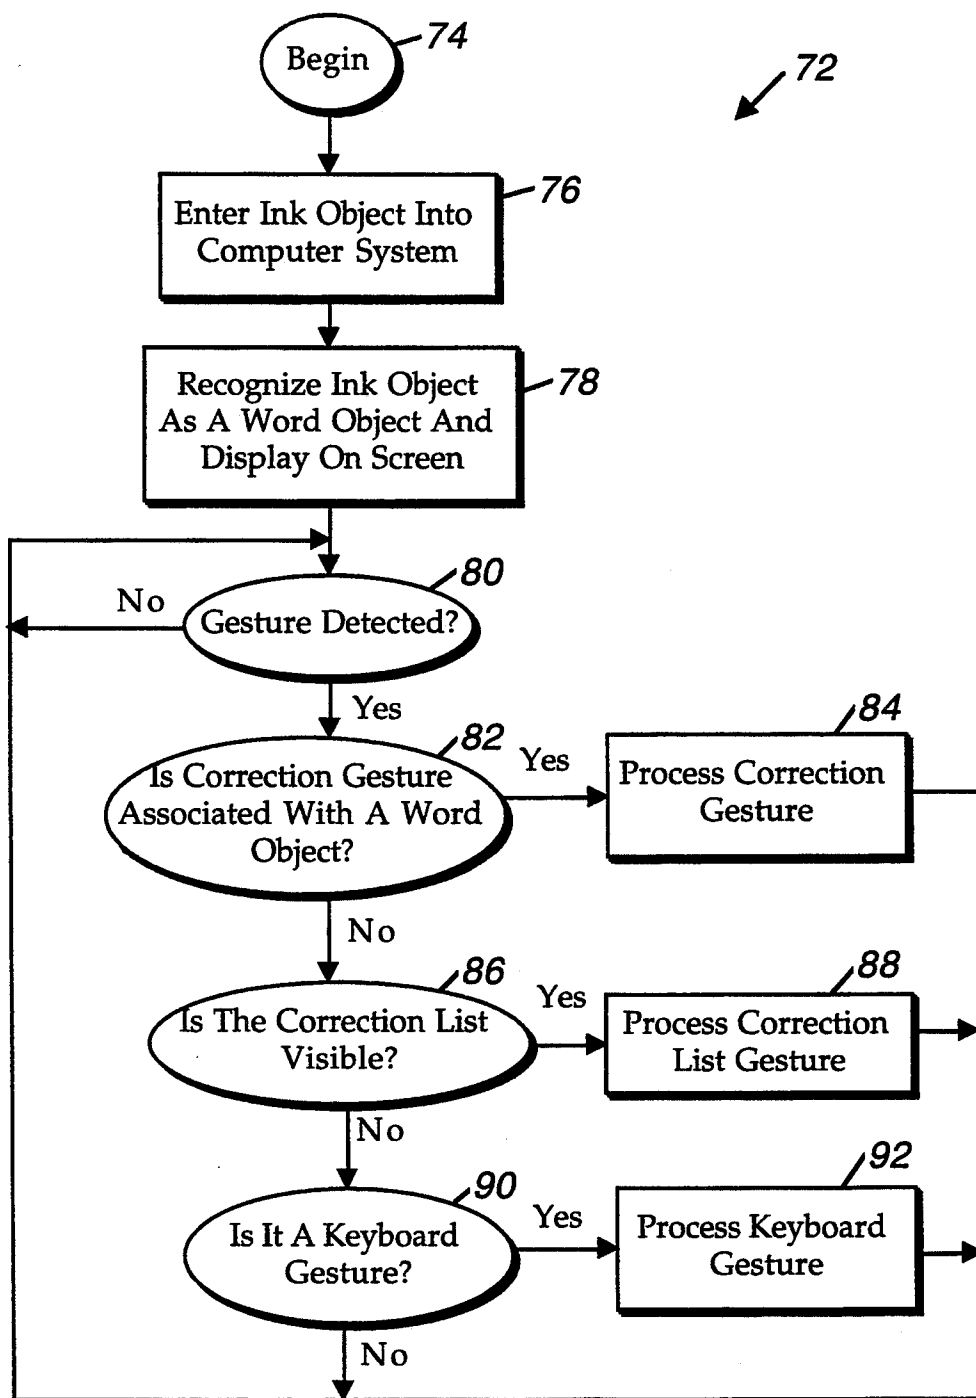 74
Begin
72
76
Enter Ink Object Into
Computer System
78
Recognize Ink Object
As A Word Object And
Display On Screen
80
No
Gesture Detected?
Yes
82
Is Correction Gesture
Associated With A Word
Object?
Yes
84
Process Correction
Gesture
No
86
Is The Correction List
Visible?
Yes
88
Process Correction
List Gesture
No
90
Is It A Keyboard
Gesture?
Yes
92
Process Keyboard
Gesture
No